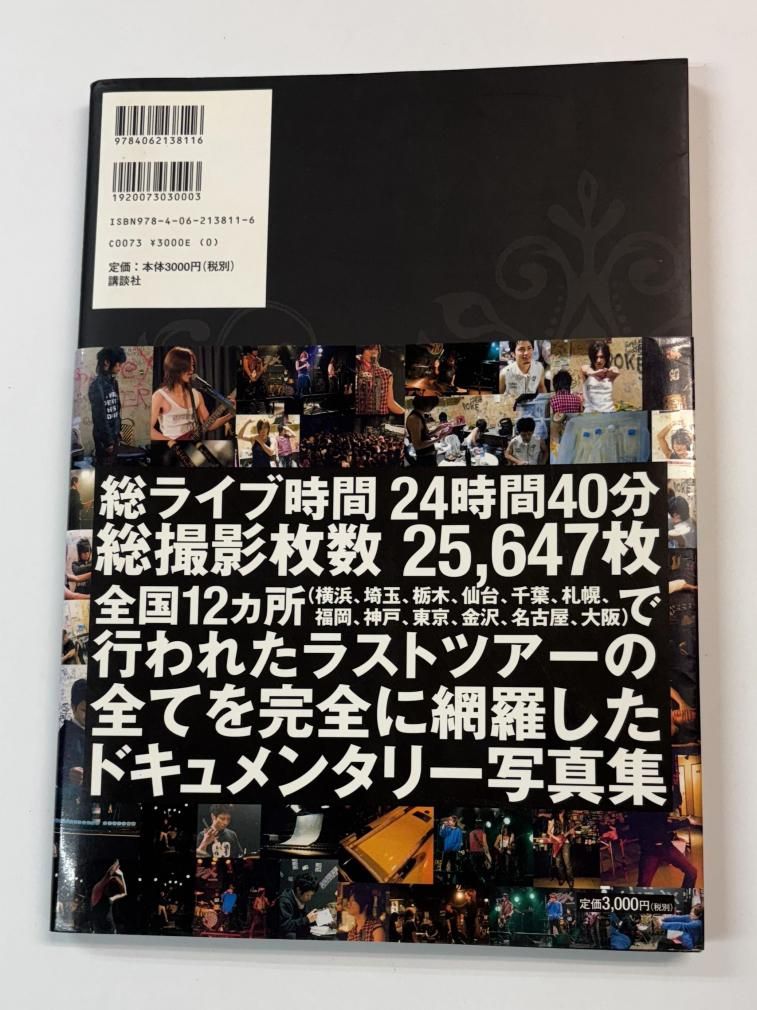 9784062138116
1920073030003
ISBN978-4-06-213811-6
C0073 ¥3000E (0)
定価：本体3000円(税別)
講談社
総ライブ時間 24時間40分
総撮影枚数 25,647枚
全国12ヵ所(横浜、埼玉、栃木、仙台、千葉、札幌、
福岡、神戸、東京、金沢、名古屋、大阪)で
行われたラストツアーの
全てを完全に網羅した
ドキュメンタリー写真集
定価3,000円(税別)